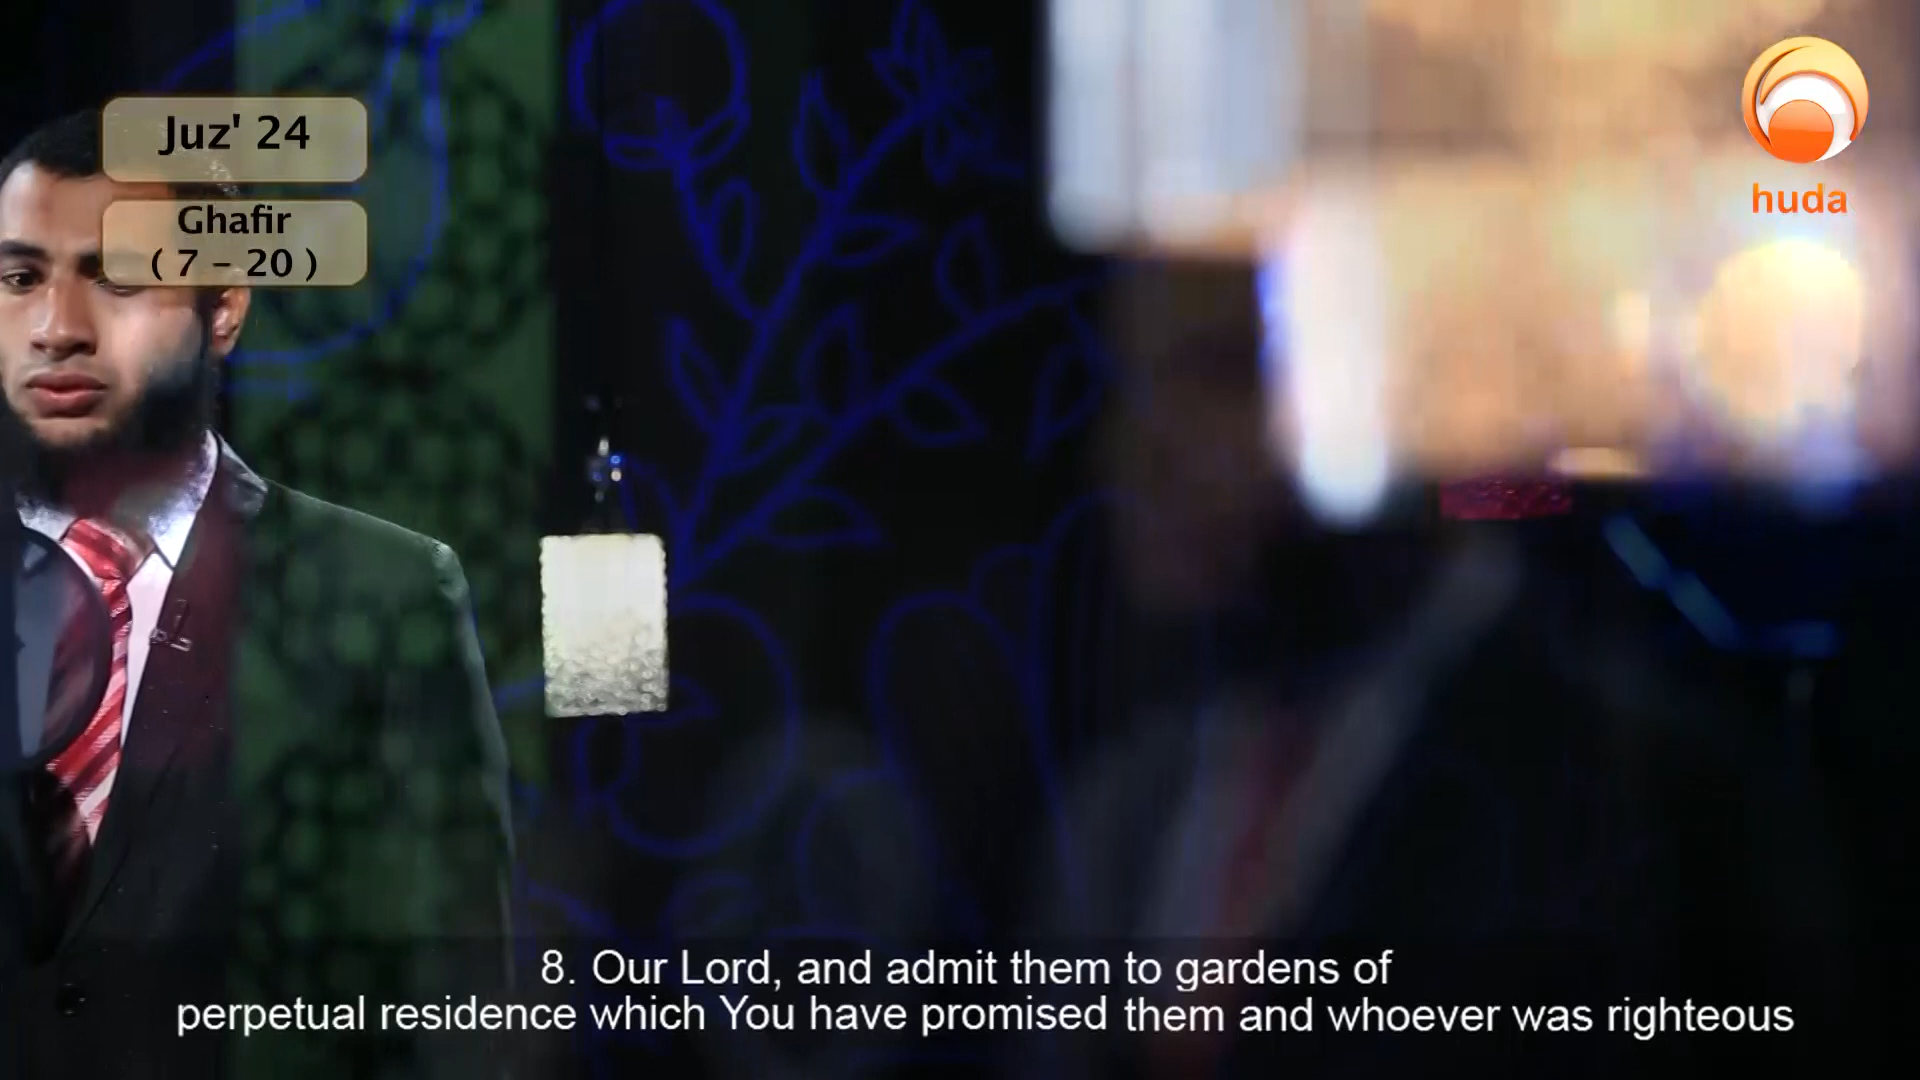 Juz' 24
Ghafir
( 7 - 20 )
huda
8. Our Lord, and admit them to gardens of
perpetual residence which You have promised them and whoever was righteous